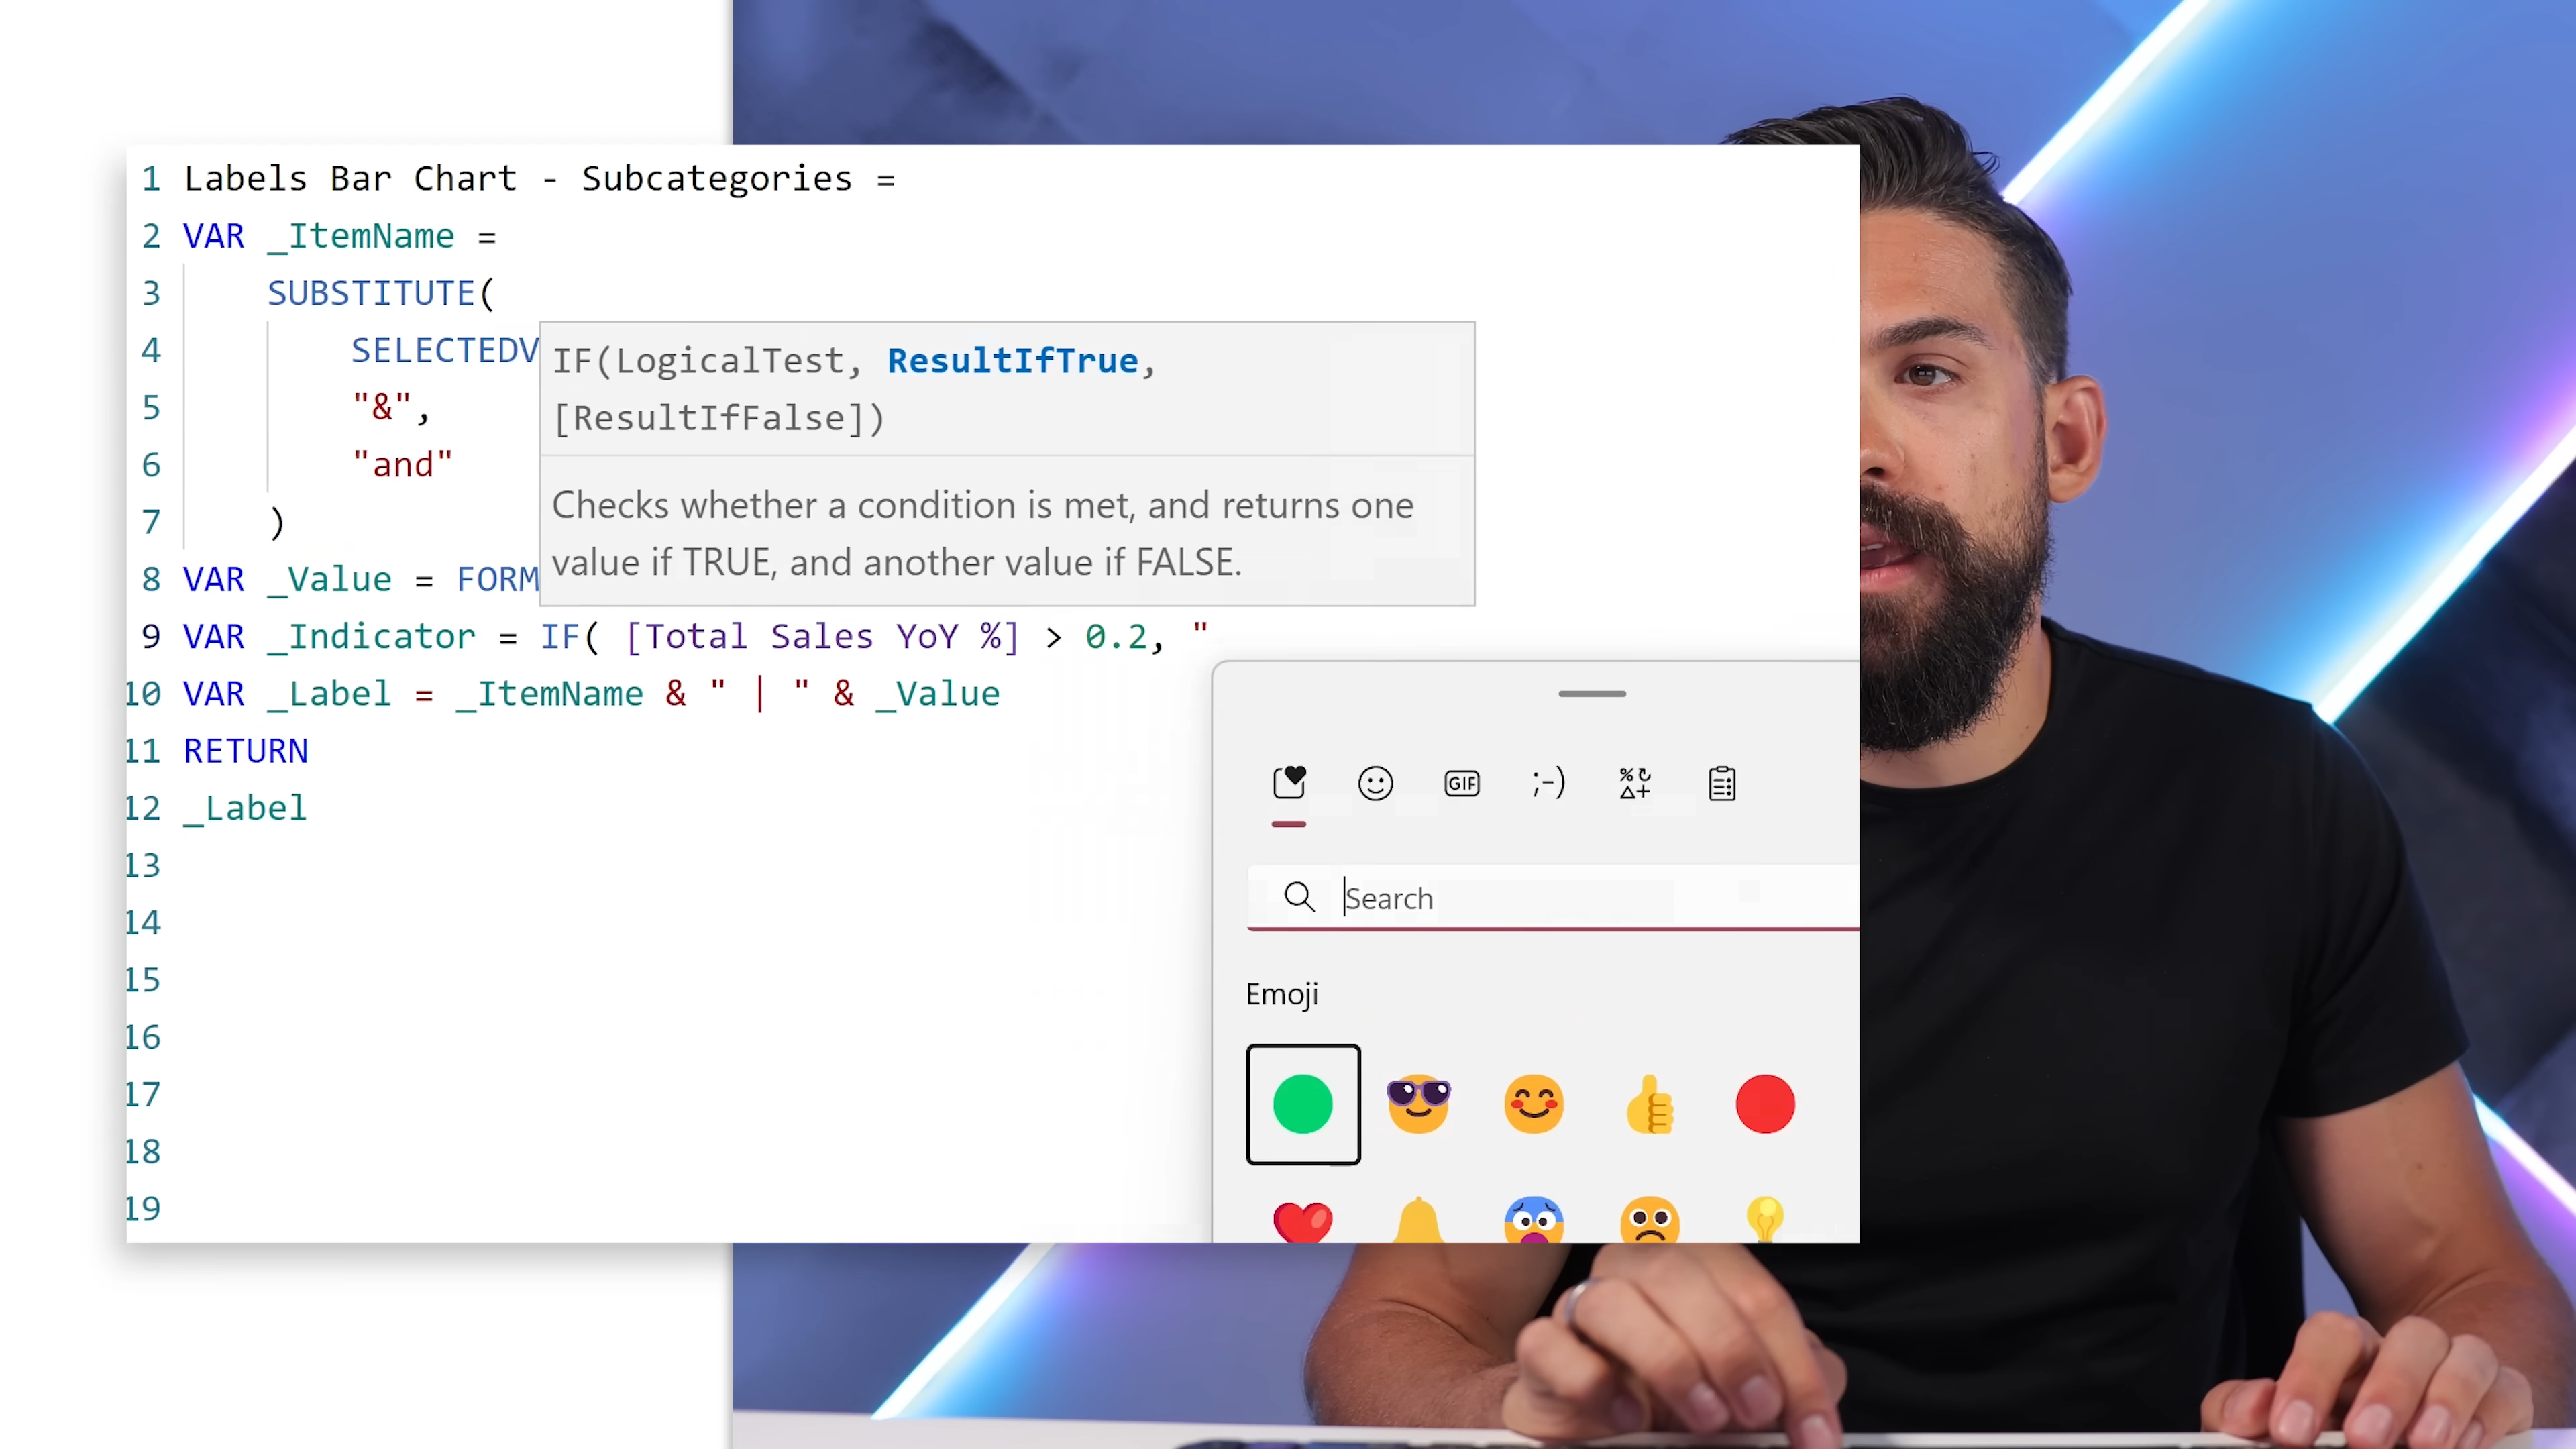 1 Labels Bar Chart - Subcategories =
2 VAR _ItemName =
3 SUBSTITUTE(
4 SELECTEDV
IF(LogicalTest, ResultIfTrue,
5 "&",
[ResultIfFalse])
6 "and"
Checks whether a condition is met, and returns one
7 )
value if TRUE, and another value if FALSE.
8 VAR _Value = FORM
9 VAR _Indicator = IF( [Total Sales YoY %] > 0.2, "
10 VAR _Label = _ItemName & " | " & _Value
11 RETURN
12 _Label
13
14
15
16
17
18
19
GIF ;-)
Search
Emoji